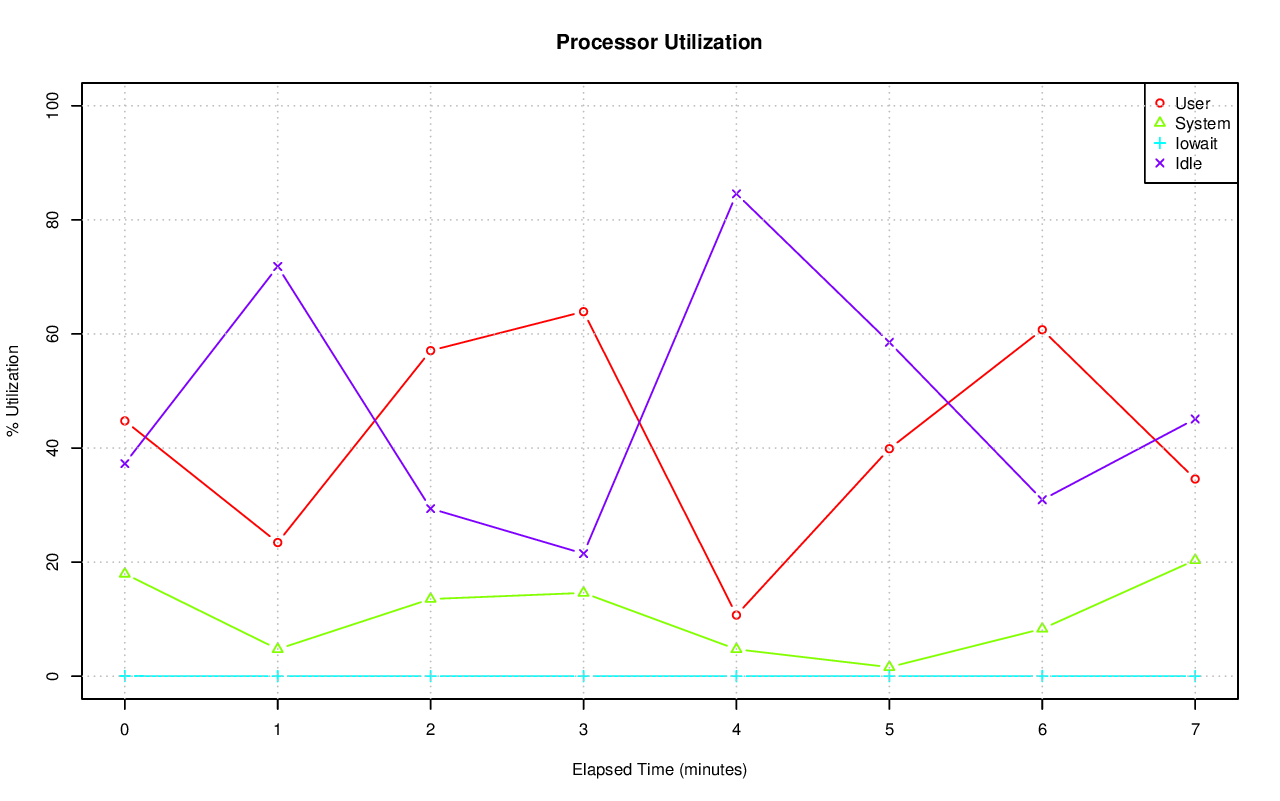 Processor Utilization
% Utilization
100
80
60
40
20
0
User
System
Iowait
Idle
0 1 2 3 4 5 6 7
Elapsed Time (minutes)